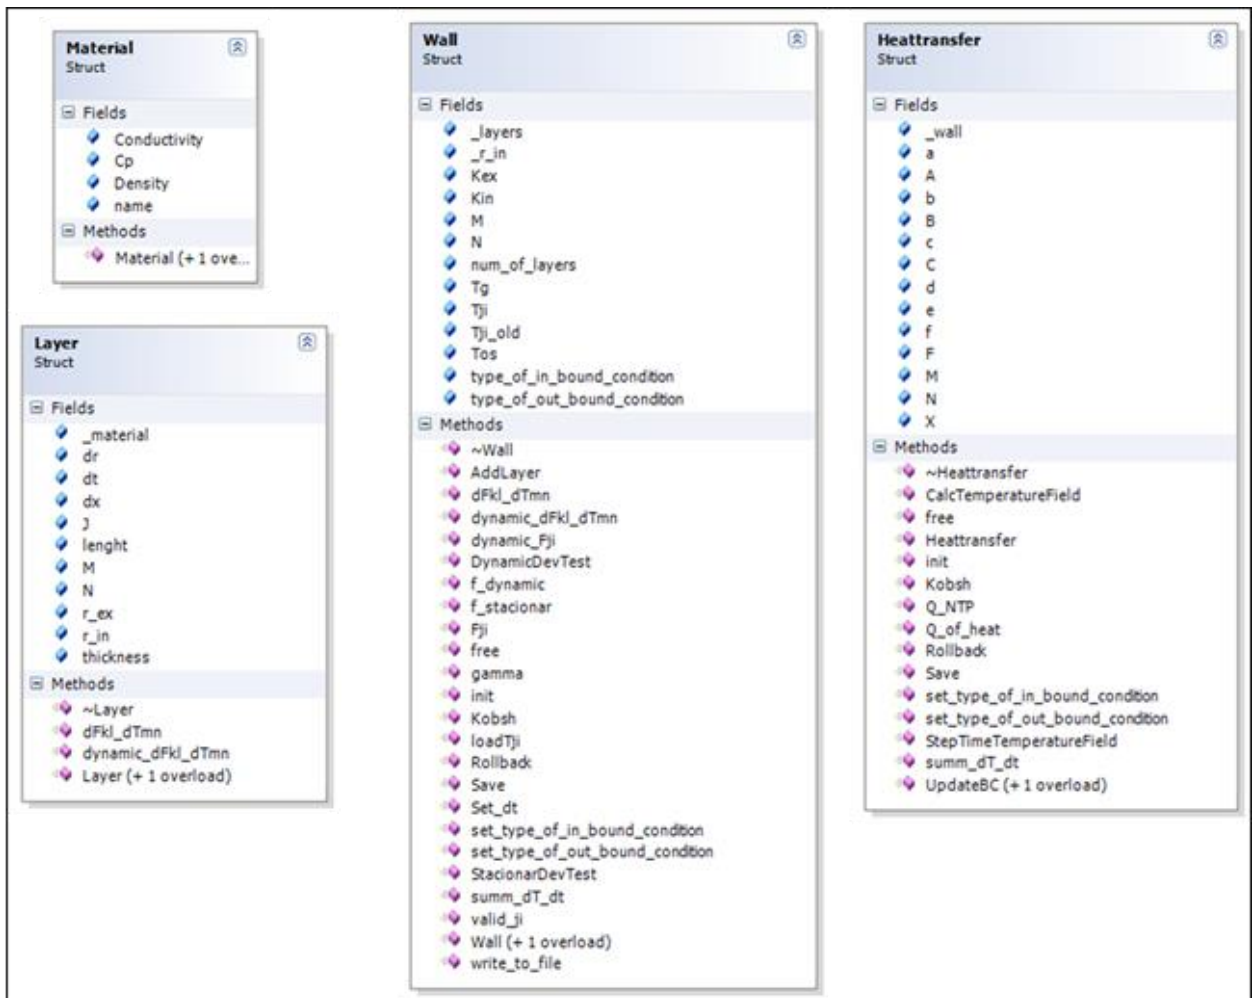 Material
Struct
Fields
Conductivity
Cp
Density
name
Methods
Material (+ 1 ove...
Layer
Struct
Fields
_material
dr
dt
dx
J
lenght
M
N
r_ex
r_in
thickness
Methods
~Layer
dFkl_dTmn
dynamic_dFkl_dTmn
Layer (+ 1 overload)
Wall
Struct
Fields
_layers
_r_in
Kex
Kin
M
N
num_of_layers
Tg
Tji
Tji_old
Tos
type_of_in_bound_condition
type_of_out_bound_condition
Methods
~Wall
AddLayer
dFkl_dTmn
dynamic_dFkl_dTmn
dynamic_Fji
DynamicDevTest
f_dynamic
f_stacionar
Fji
free
gamma
init
Kobsh
loadTji
Rollback
Save
Set_dt
set_type_of_in_bound_condition
set_type_of_out_bound_condition
StacionarDevTest
summ_dT_dt
valid_ji
Wall (+ 1 overload)
write_to_file
Heattransfer
Struct
Fields
_wall
a
A
b
B
c
C
d
e
f
F
M
N
X
Methods
~Heattransfer
CalcTemperatureField
free
Heattransfer
init
Kobsh
Q_NTP
Q_of_heat
Rollback
Save
set_type_of_in_bound_condition
set_type_of_out_bound_condition
StepTimeTemperatureField
summ_dT_dt
UpdateBC (+ 1 overload)